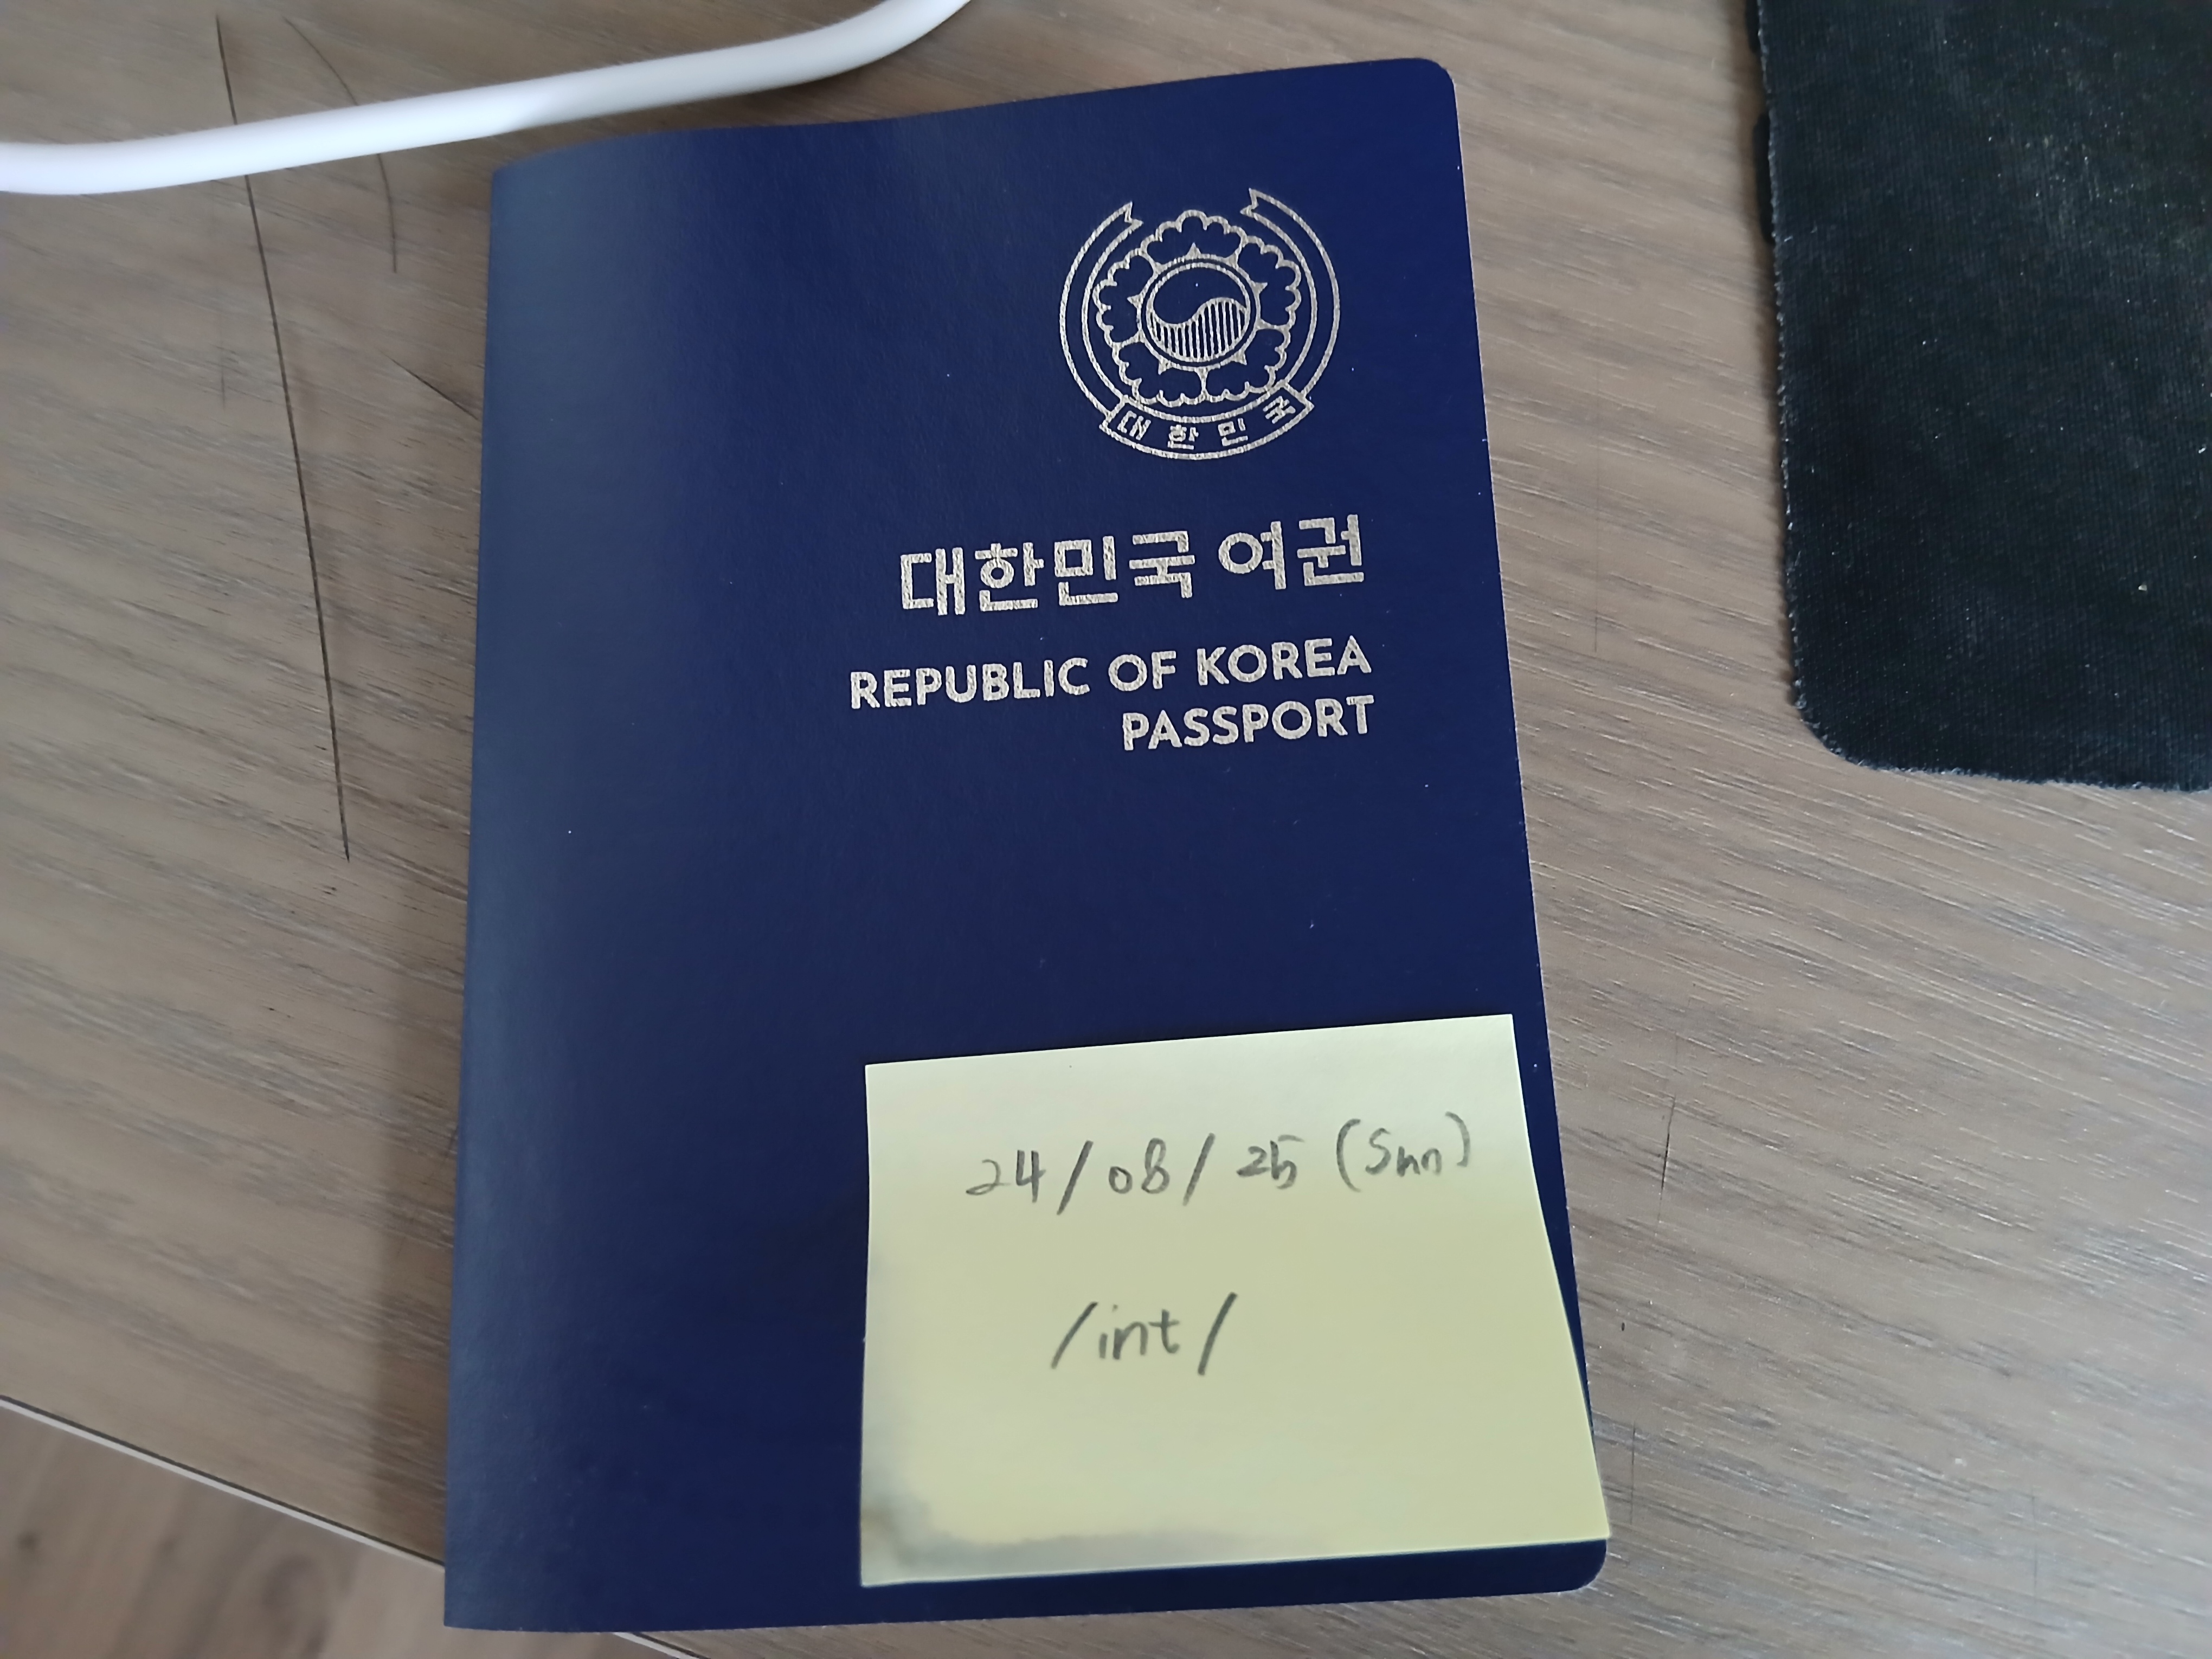 대한민국
대한민국 여권
REPUBLIC OF KOREA
PASSPORT
24/08/25 (Sun)
/int/